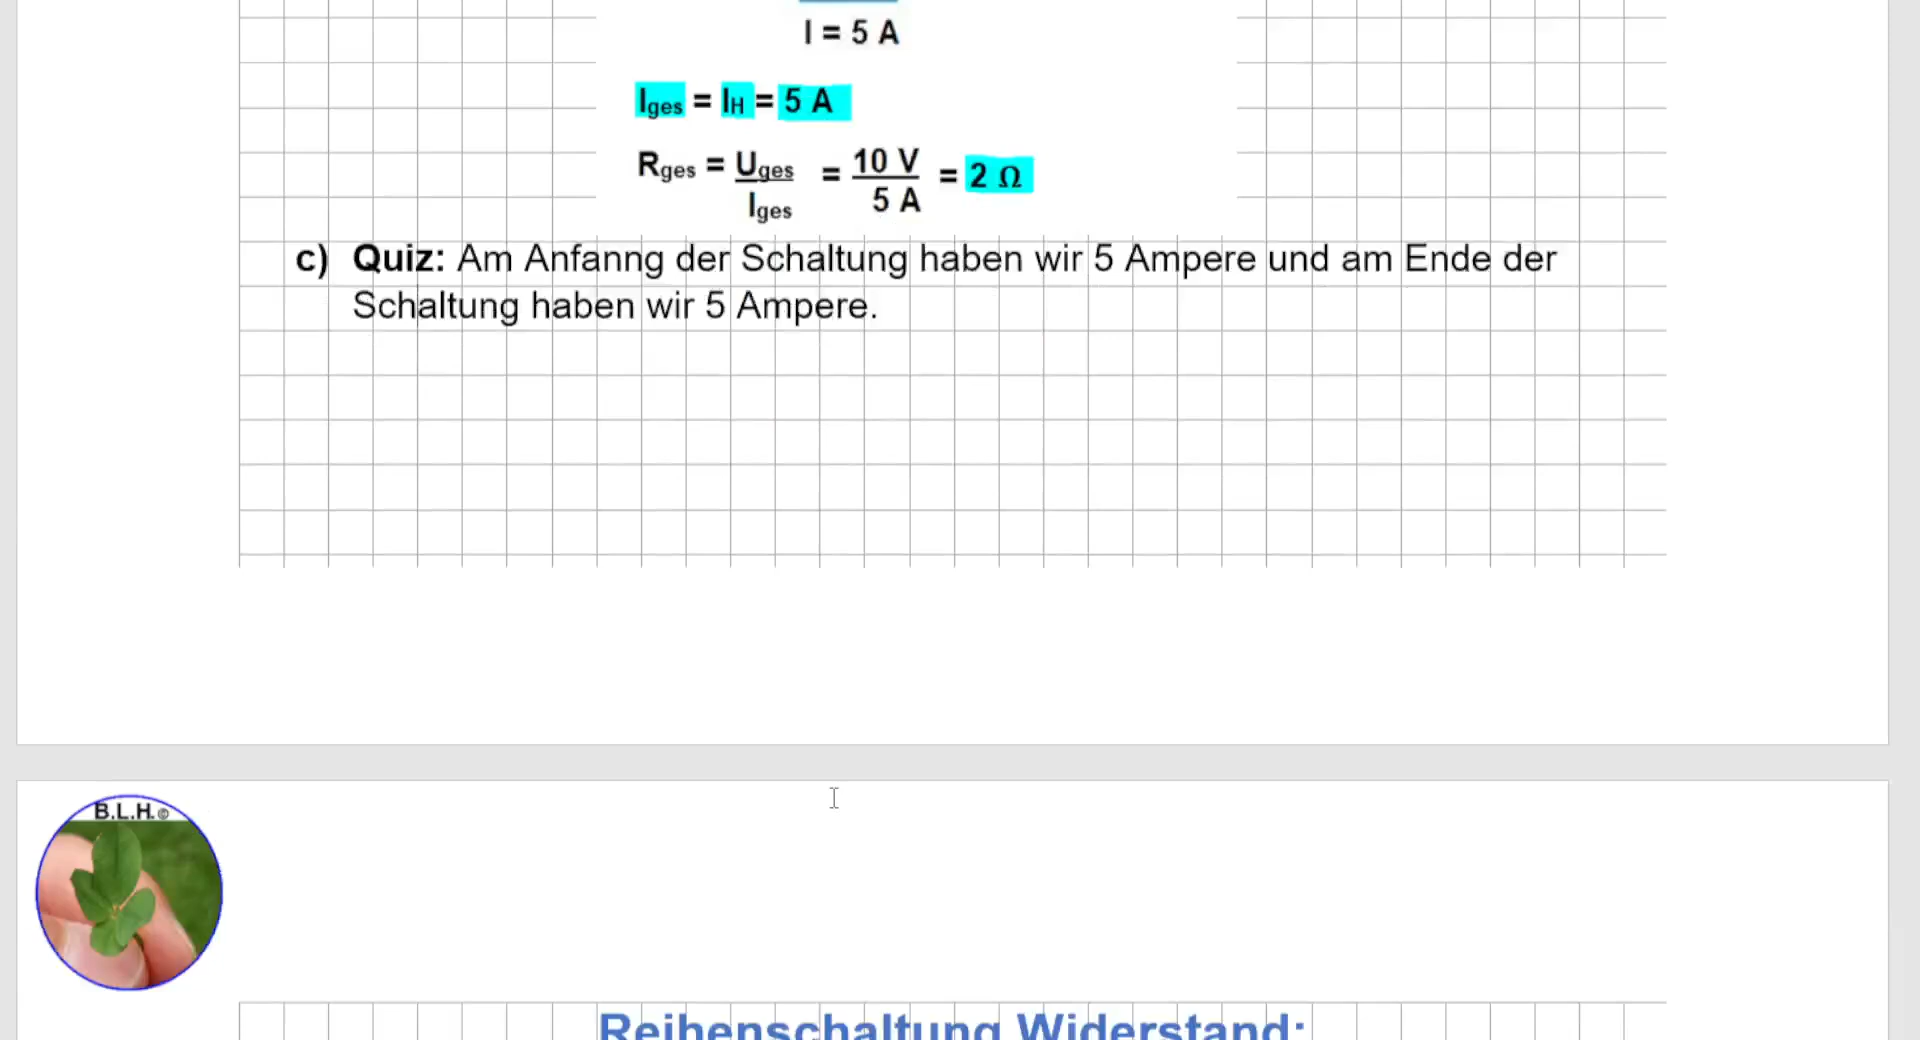 I = 5 A
Iges = IH = 5 A
Rges = Uges = 10 V = 2 Ω
Iges 5 A
c) Quiz: Am Anfanng der Schaltung haben wir 5 Ampere und am Ende der
Schaltung haben wir 5 Ampere.
B.L.H.©
Reihenschaltung Widerstand: